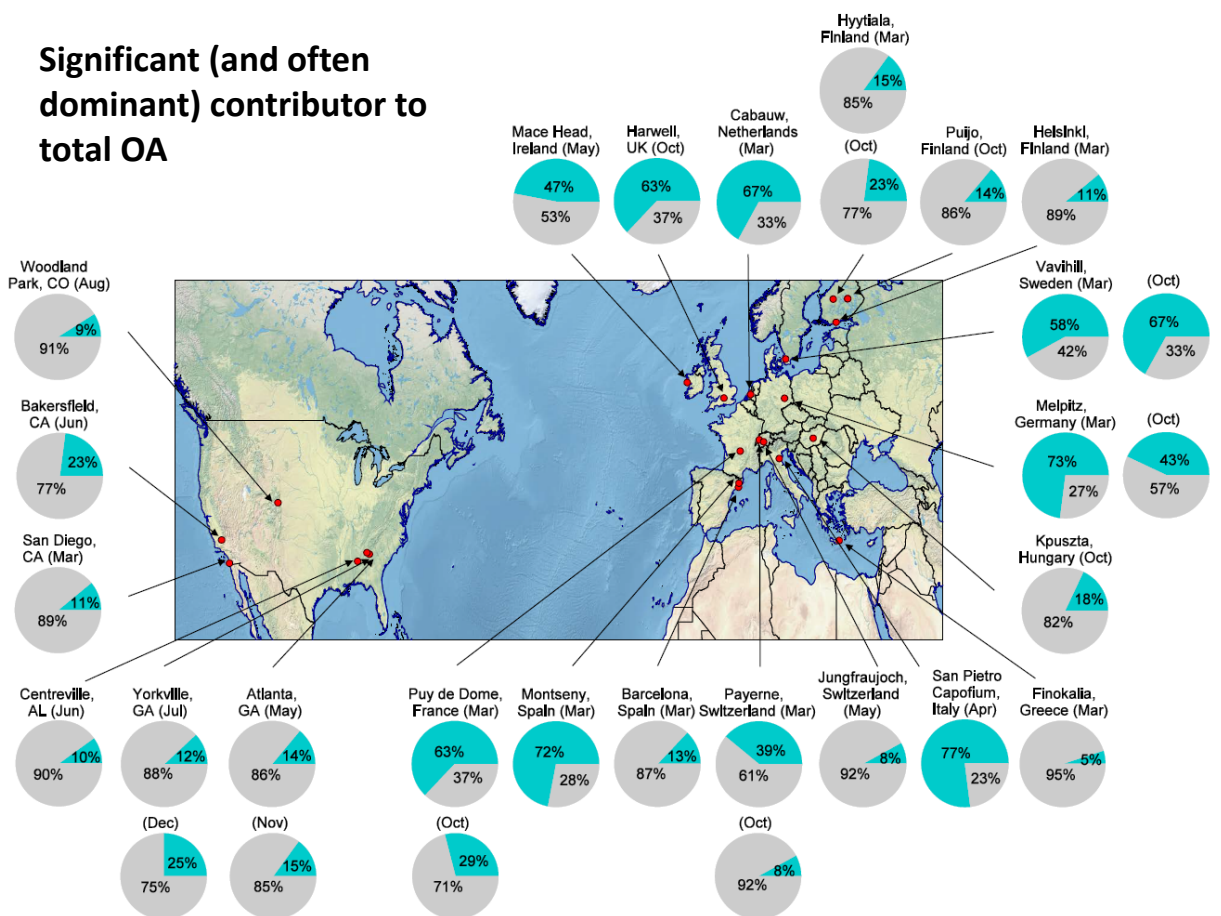 Significant (and often
dominant) contributor to
total OA
Hyytiala,
Finland (Mar)
15%
85%
Mace Head,
Ireland (May)
47%
53%
Harwell,
UK (Oct)
63%
37%
Cabauw,
Netherlands
(Mar)
67%
33%
(Oct)
23%
77%
Puijo,
Finland (Oct)
14%
86%
Helsinki,
Finland (Mar)
11%
89%
Woodland
Park, CO (Aug)
9%
91%
Vavihill,
Sweden (Mar)
58%
42%
(Oct)
67%
33%
Bakersfield,
CA (Jun)
23%
77%
Melpitz,
Germany (Mar)
73%
27%
(Oct)
43%
57%
San Diego,
CA (Mar)
11%
89%
Kpuszta,
Hungary (Oct)
18%
82%
Centreville,
AL (Jun)
10%
90%
Yorkville,
GA (Jul)
12%
88%
Atlanta,
GA (May)
14%
86%
Puy de Dome,
France (Mar)
63%
37%
Montseny,
Spain (Mar)
72%
28%
Barcelona,
Spain (Mar)
13%
87%
Payerne,
Switzerland (Mar)
39%
61%
Jungfraujoch,
Switzerland
(May)
8%
92%
San Pietro
Capofium,
Italy (Apr)
77%
23%
Finokalia,
Greece (Mar)
5%
95%
(Dec)
25%
75%
(Nov)
15%
85%
(Oct)
29%
71%
(Oct)
8%
92%